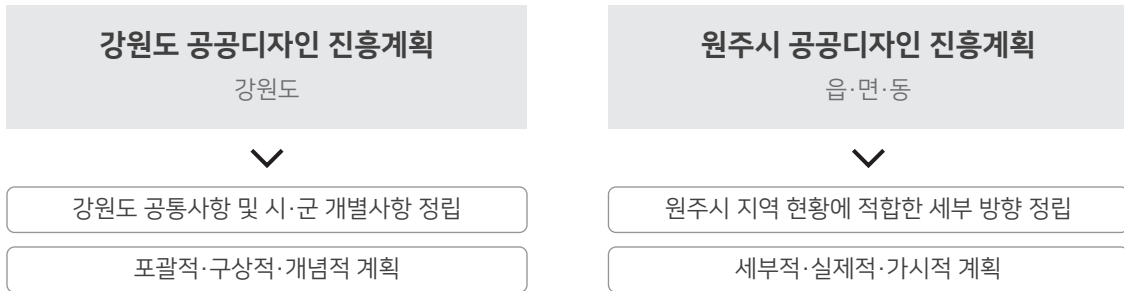 강원도 공공디자인 진흥계획
강원도
강원도 공통사항 및 시·군 개별사항 정립
포괄적·구상적·개념적 계획
원주시 공공디자인 진흥계획
읍·면·동
원주시 지역 현황에 적합한 세부 방향 정립
세부적·실제적·가시적 계획